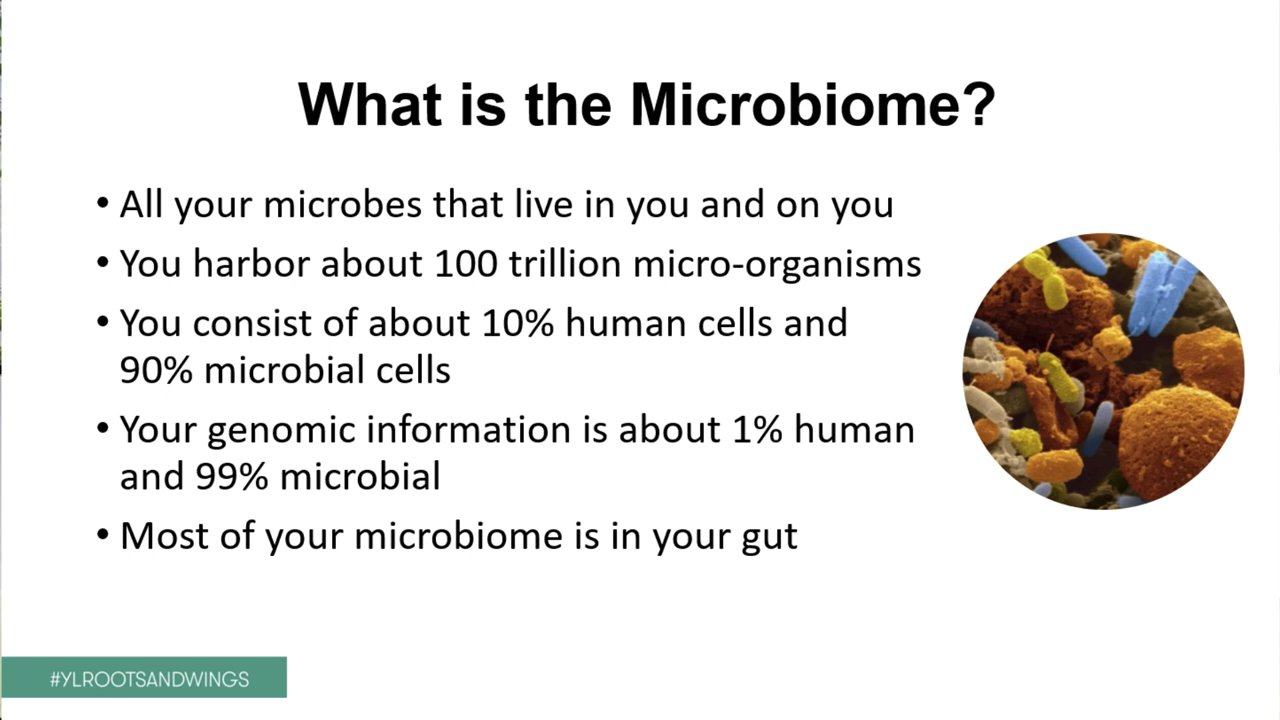 What is the Microbiome?
• All your microbes that live in you and on you
• You harbor about 100 trillion micro-organisms
• You consist of about 10% human cells and
90% microbial cells
• Your genomic information is about 1% human
and 99% microbial
• Most of your microbiome is in your gut
#YLROOTSANDWINGS